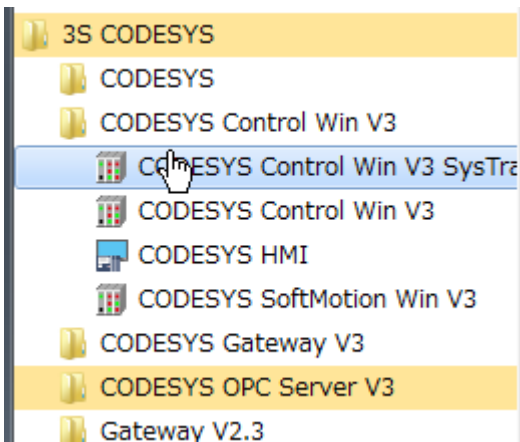 3S CODESYS
CODESYS
CODESYS Control Win V3
CODESYS Control Win V3 SysTra
CODESYS Control Win V3
CODESYS HMI
CODESYS SoftMotion Win V3
CODESYS Gateway V3
CODESYS OPC Server V3
Gateway V2.3